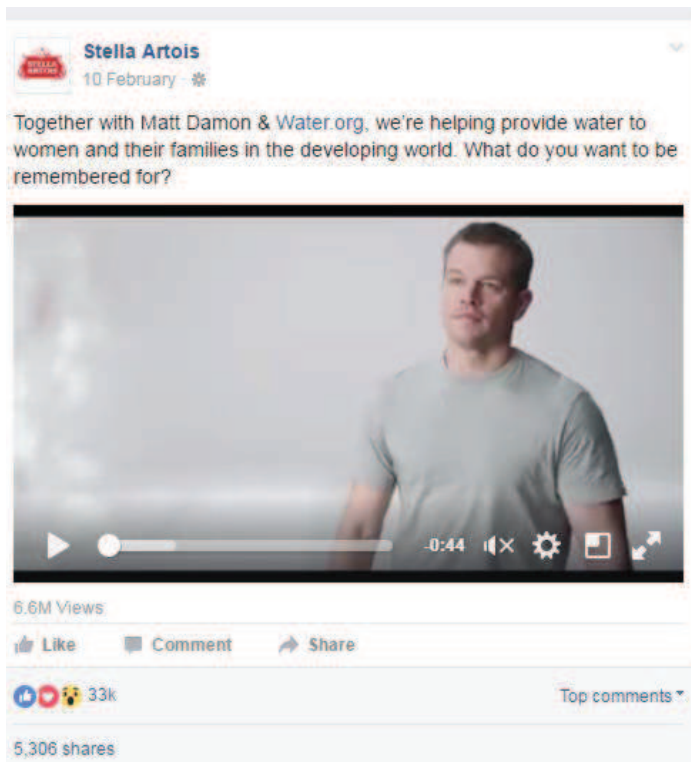 STELLA
ARTOIS
Stella Artois
10 February
Together with Matt Damon & Water.org, we're helping provide water to
women and their families in the developing world. What do you want to be
remembered for?
-0:44
6.6M Views
Like Comment Share
33k Top comments
5,306 shares